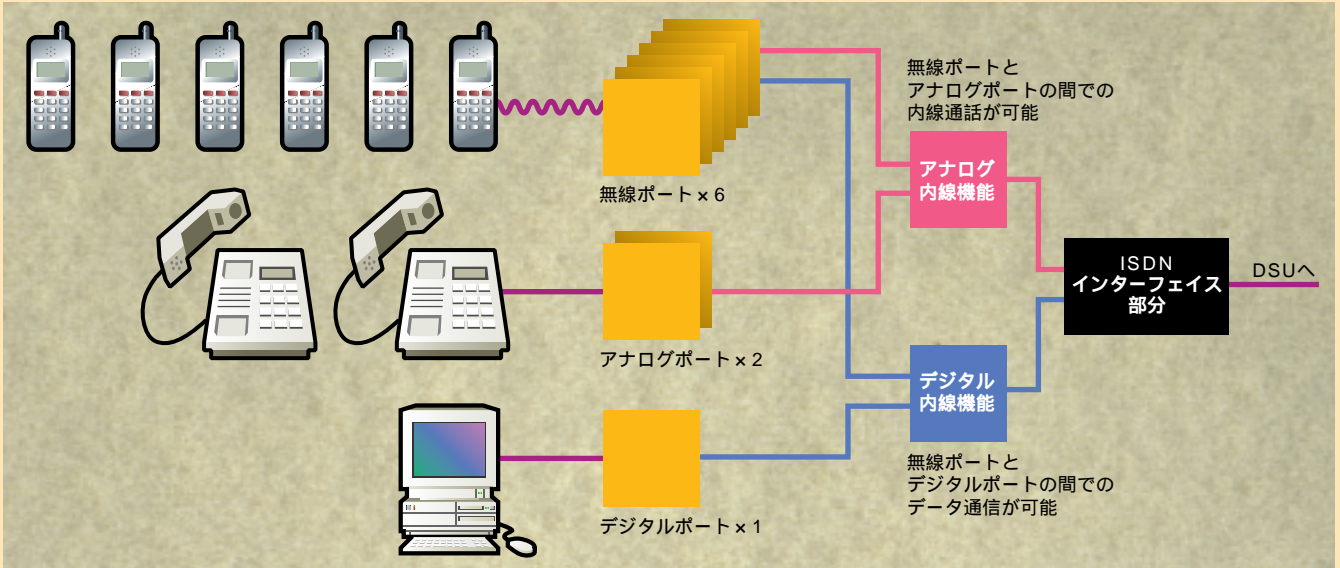 無線ポート×6
アナログポート×2
デジタルポート×1
無線ポートと
アナログポートの間での
内線通話が可能
アナログ
内線機能
デジタル
内線機能
無線ポートと
デジタルポートの間での
データ通信が可能
ISDN
インターフェイス
部分
DSUへ